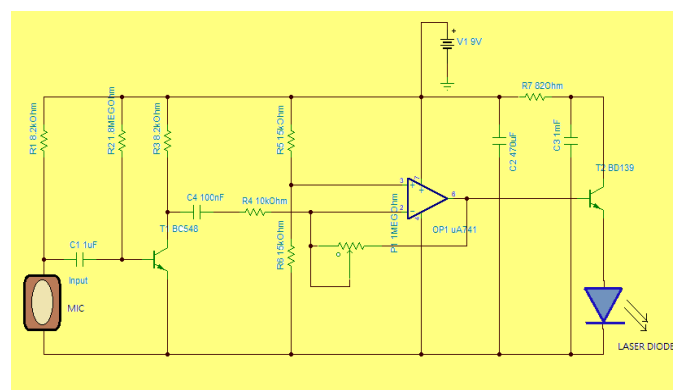 +
V1 9V
R7 82Ohm
R1 8.2kOhm
R2 1.8MEGOhm
R3 8.2kOhm
R5 15kOhm
C2 470uF
C3 1mF
T2 BD139
C4 100nF
R4 10kOhm
3
2
7
4
6
+
-
OP1 uA741
P1 1MEGOhm
T1 BC548
C1 1uF
Input
R6 15kOhm
MIC
LASER DIODE